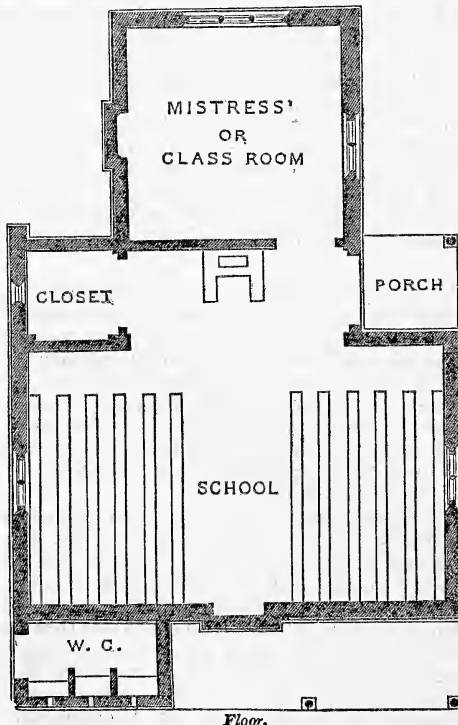 MISTRESS'
OR
CLASS ROOM
CLOSET
PORCH
SCHOOL
W. C.
Floor.